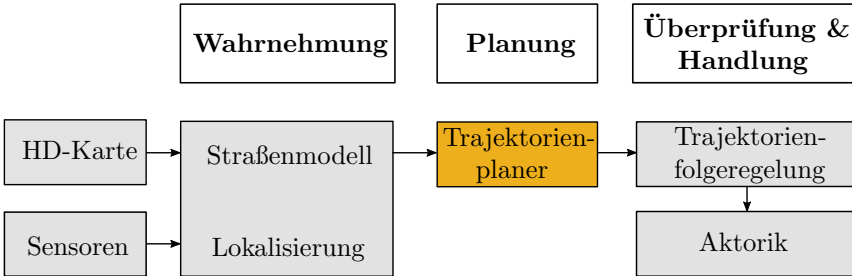 Wahrnehmung
Planung
Überprüfung &
Handlung
HD-Karte
Straßenmodell
Trajektorien-
planer
Trajektorien-
folgeregelung
Sensoren
Lokalisierung
Aktorik